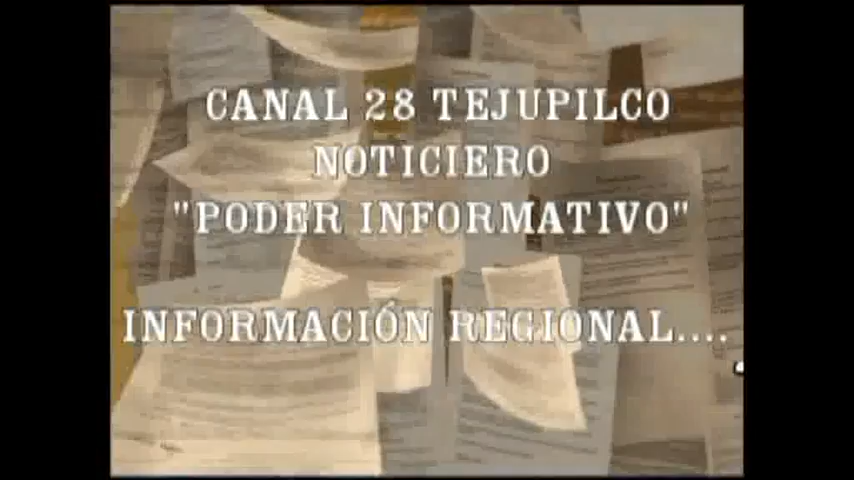 CANAL 28 TEJUPILCO
NOTICIERO
"PODER INFORMATIVO"
INFORMACIÓN REGIONAL....